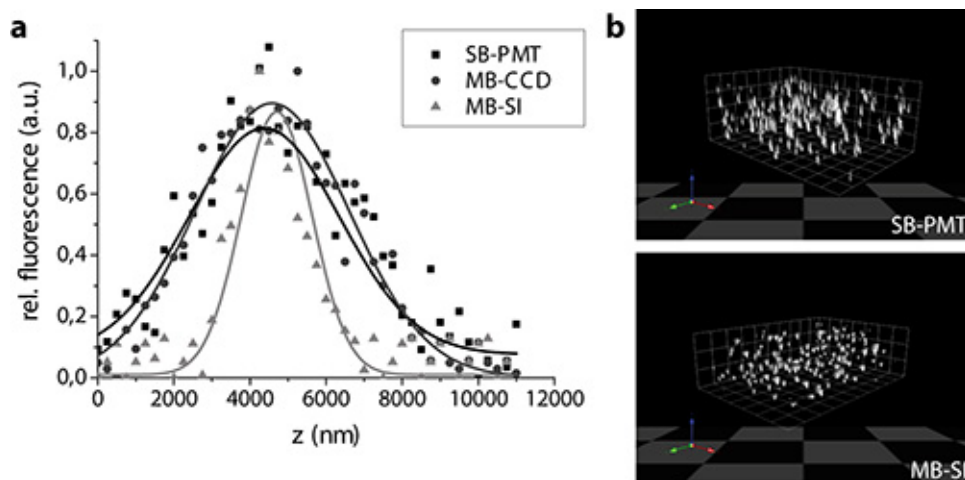 a
SB-PMT
MB-CCD
MB-SI
rel. fluorescence (a.u.)
1,0
0,8
0,6
0,4
0,2
0,0
0 2000 4000 6000 8000 10000 12000
z (nm)
b
SB-PMT
MB-SI